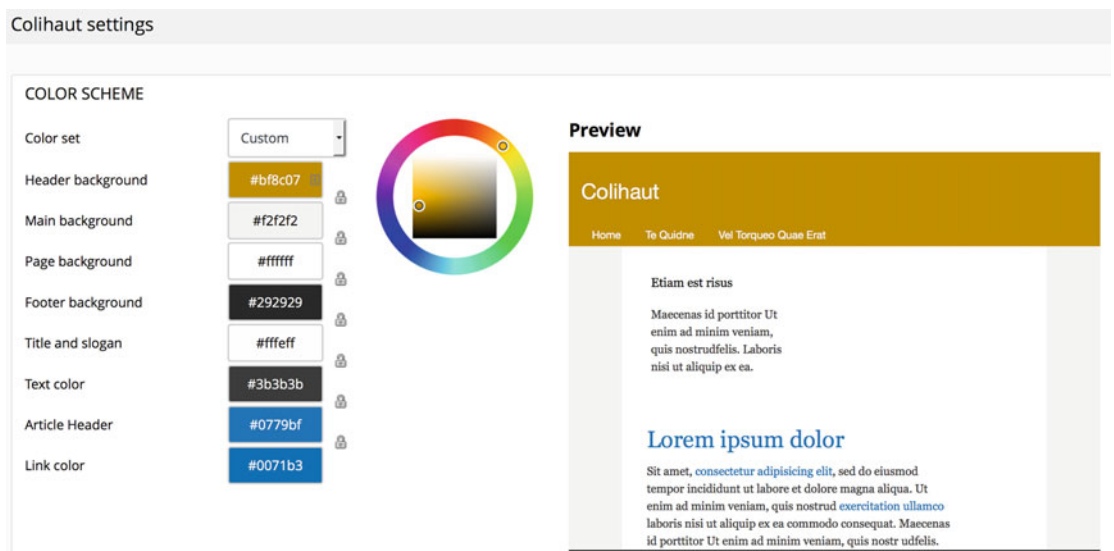 Colihaut settings
COLOR SCHEME
Color set
Custom
Header background
#bf8c07
Main background
#f2f2f2
Page background
#ffffff
Footer background
#292929
Title and slogan
#fffeff
Text color
#3b3b3b
Article Header
#0779bf
Link color
#0071b3
Preview
Colihaut
Home Te Quidne Vel Torqueo Quae Erat
Etiam est risus
Maecenas id porttitor Ut
enim ad minim veniam,
quis nostrudfelis. Laboris
nisi ut aliquip ex ea.
Lorem ipsum dolor
Sit amet, consectetur adipisicing elit, sed do eiusmod
tempor incididunt ut labore et dolore magna aliqua. Ut
enim ad minim veniam, quis nostrud exercitation ullamco
laboris nisi ut aliquip ex ea commodo consequat. Maecenas
id porttitor Ut enim ad minim veniam, quis nostr udfelis.